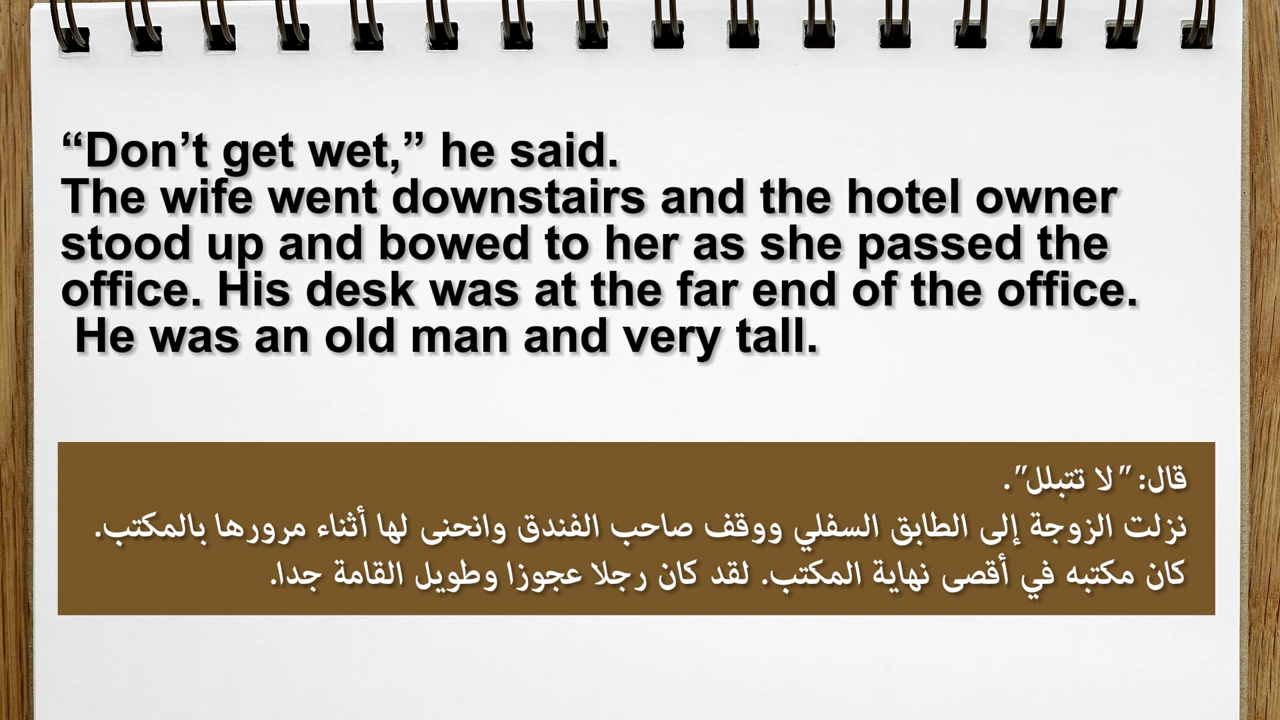 “Don’t get wet,” he said.
The wife went downstairs and the hotel owner
stood up and bowed to her as she passed the
office. His desk was at the far end of the office.
He was an old man and very tall.
قال: "لا تتبلل".
نزلت الزوجة إلى الطابق السفلي ووقف صاحب الفندق وانحنى لها أثناء مرورها بالمكتب.
كان مكتبه في أقصى نهاية المكتب. لقد كان رجلا عجوزا وطويل القامة جدا.